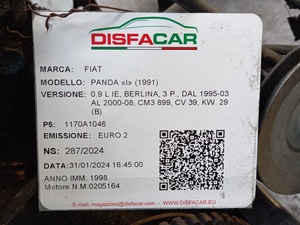 DISFACAR
MARCA: FIAT
MODELLO: PANDA «I» (1991)
VERSIONE: 0.9 L IE, BERLINA, 3 P., DAL 1995-03
AL 2000-08, CM3 899, CV 39, KW. 29
(B)
P5: 1170A1046
EMISSIONE: EURO 2
NS: 287/2024
DATA:31/01/2024 16:45:00
ANNO IMM: 1998
Motore N.M:0205164
E-mail: magazzino@disfacar.eu
WWW.DISFACAR.EU